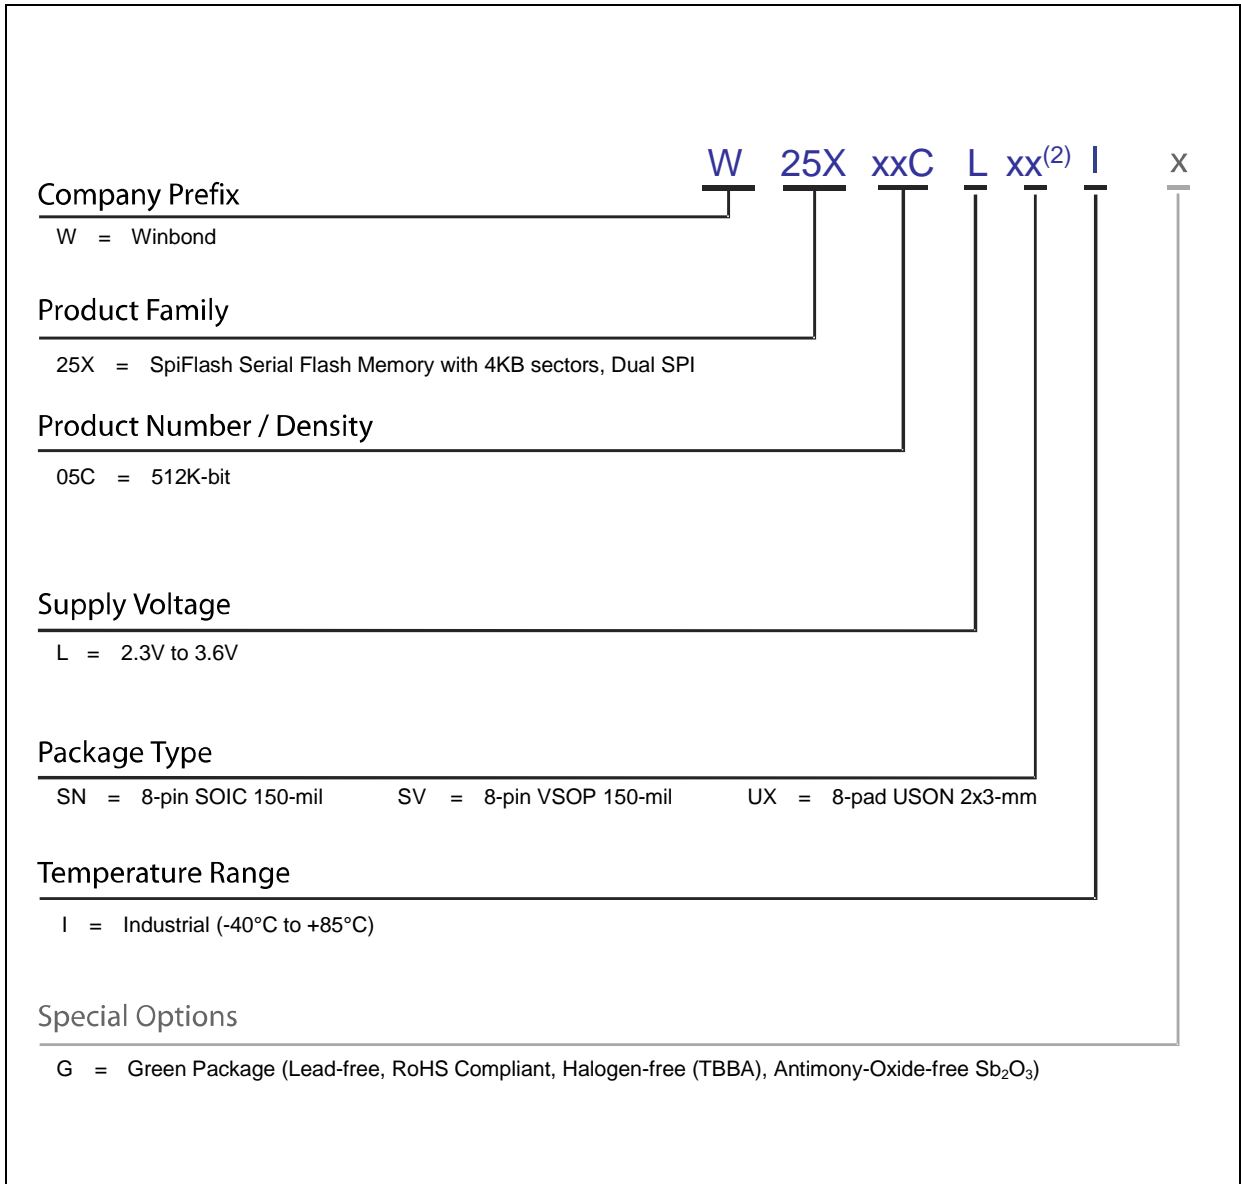 W 25X xxC L xx(2) I x
Company Prefix
W = Winbond
Product Family
25X = SpiFlash Serial Flash Memory with 4KB sectors, Dual SPI
Product Number / Density
05C = 512K-bit
Supply Voltage
L = 2.3V to 3.6V
Package Type
SN = 8-pin SOIC 150-mil SV = 8-pin VSOP 150-mil UX = 8-pad USON 2x3-mm
Temperature Range
I = Industrial (-40°C to +85°C)
Special Options
G = Green Package (Lead-free, RoHS Compliant, Halogen-free (TBBA), Antimony-Oxide-free Sb₂O₃)